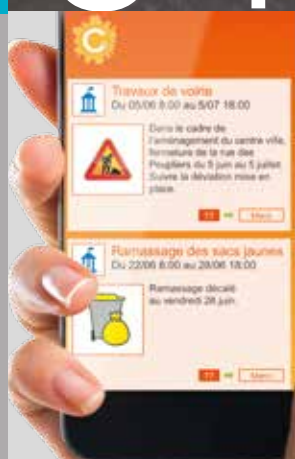 C
Travaux de voirie
Du 05/06 8:00 au 5/07 18:00
Dans le cadre de
l'aménagement du centre ville,
fermeture de la rue des
Peupliers du 5 juin au 5 juillet.
Suivre la déviation mise en
place.
Merci
Ramassage des sacs jaunes
Du 22/06 8:00 au 28/06 18:00
Ramassage décalé
au vendredi 28 juin
Merci